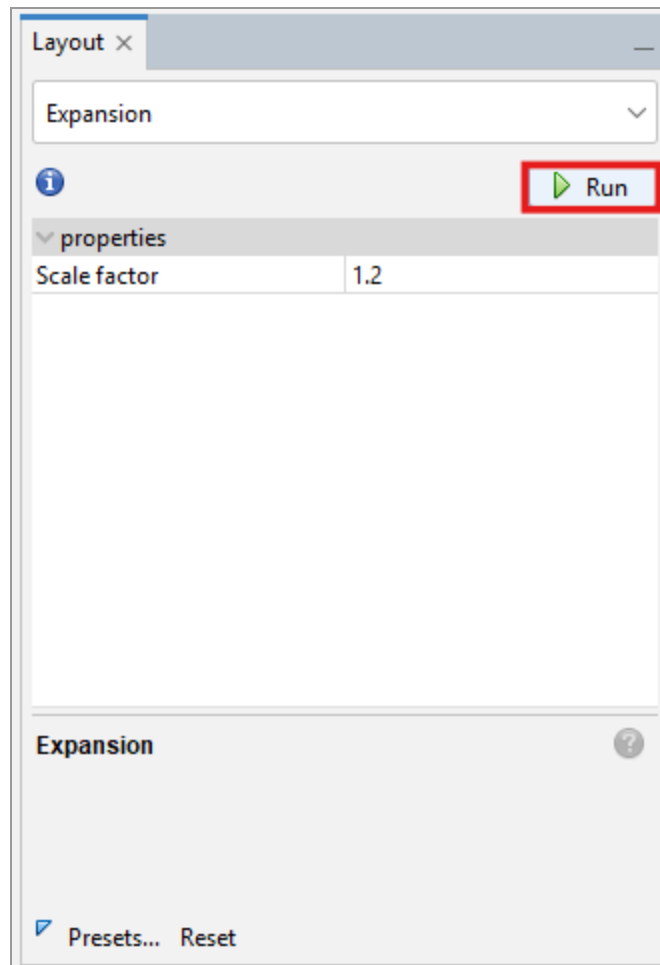 Layout
Expansion
Run
properties
Scale factor 1.2
Expansion
Presets... Reset